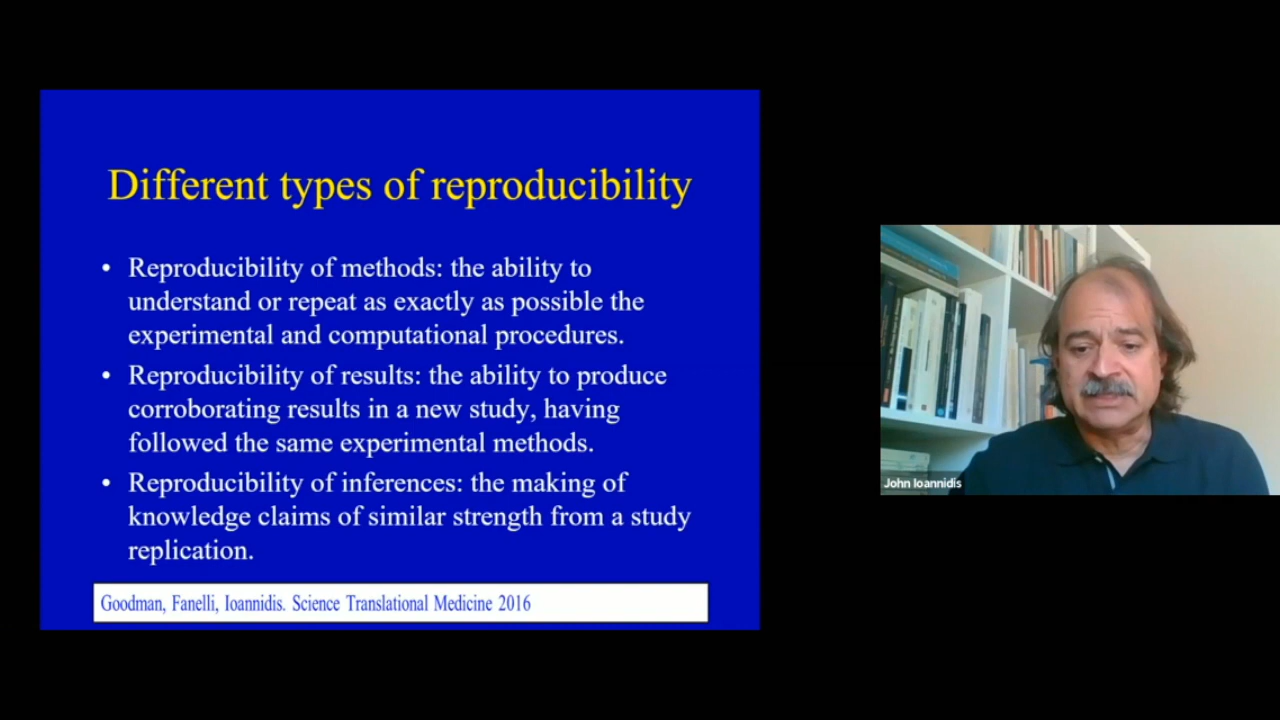 Different types of reproducibility
• Reproducibility of methods: the ability to
understand or repeat as exactly as possible the
experimental and computational procedures.
• Reproducibility of results: the ability to produce
corroborating results in a new study, having
followed the same experimental methods.
• Reproducibility of inferences: the making of
knowledge claims of similar strength from a study
replication.
Goodman, Fanelli, Ioannidis. Science Translational Medicine 2016
John Ioannidis